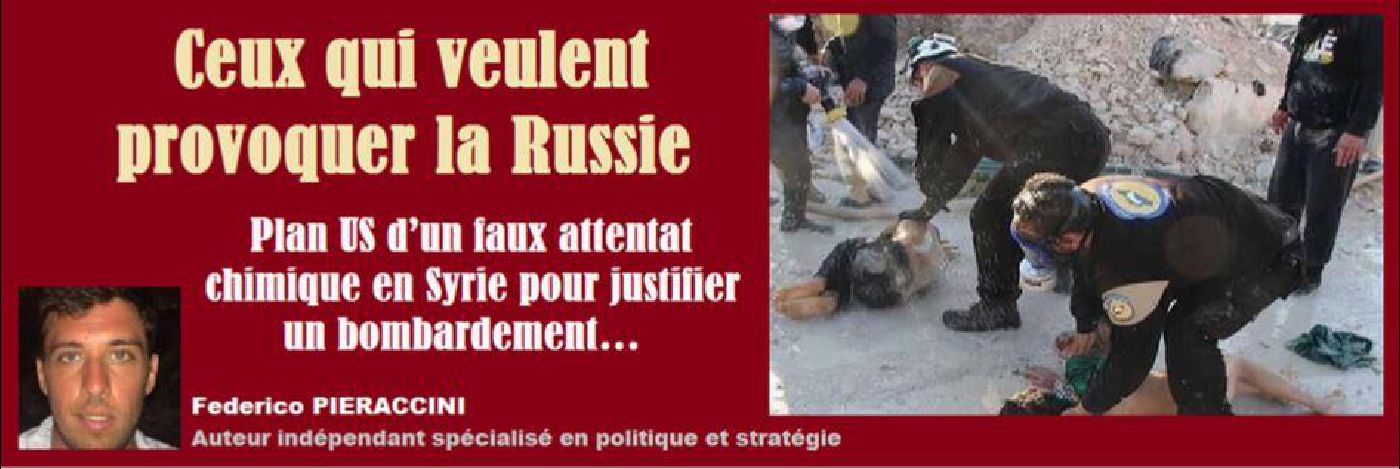 Ceux qui veulent
provoquer la Russie
Plan US d'un faux attentat
chimique en Syrie pour justifier
un bombardement...
Federico PIERACCINI
Auteur indépendant spécialisé en politique et stratégie